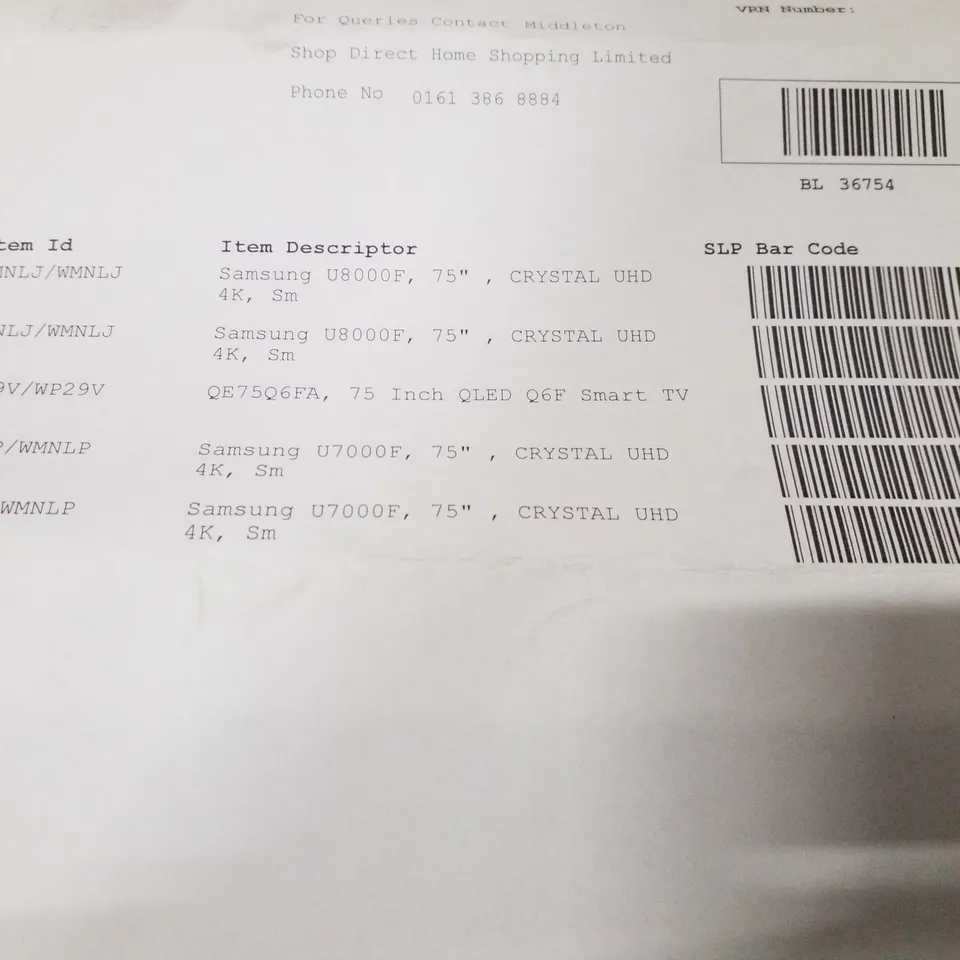 VRN Number:
For Queries Contact Middleton
Shop Direct Home Shopping Limited
Phone No 0161 386 8884
BL 36754
tem Id Item Descriptor SLP Bar Code
MNLJ/WMNLJ Samsung U8000F, 75" , CRYSTAL UHD
4K, Sm
NLJ/WMNLJ Samsung U8000F, 75" , CRYSTAL UHD
4K, Sm
9V/WP29V QE75Q6FA, 75 Inch QLED Q6F Smart TV
P/WMNLP Samsung U7000F, 75" , CRYSTAL UHD
4K, Sm
WMNLP Samsung U7000F, 75" , CRYSTAL UHD
4K, Sm